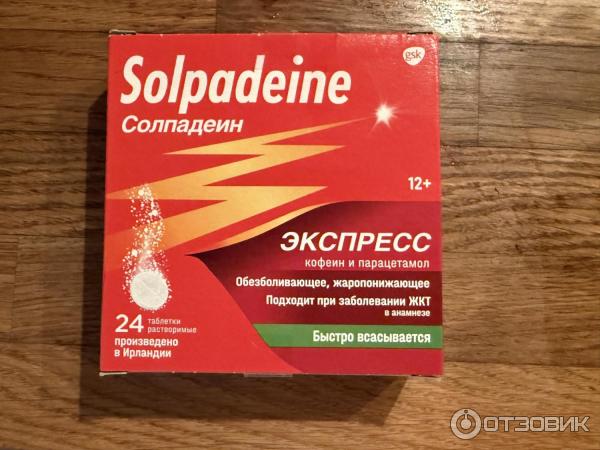 Solpadeine
gsk
Солпадеин
12+
ЭКСПРЕСС
кофеин и парацетамол
Обезболивающее, жаропонижающее
Подходит при заболевании ЖКТ
в анамнезе
24 таблетки
растворимые
произведено
в Ирландии
Быстро всасывается
ОТЗОВИК